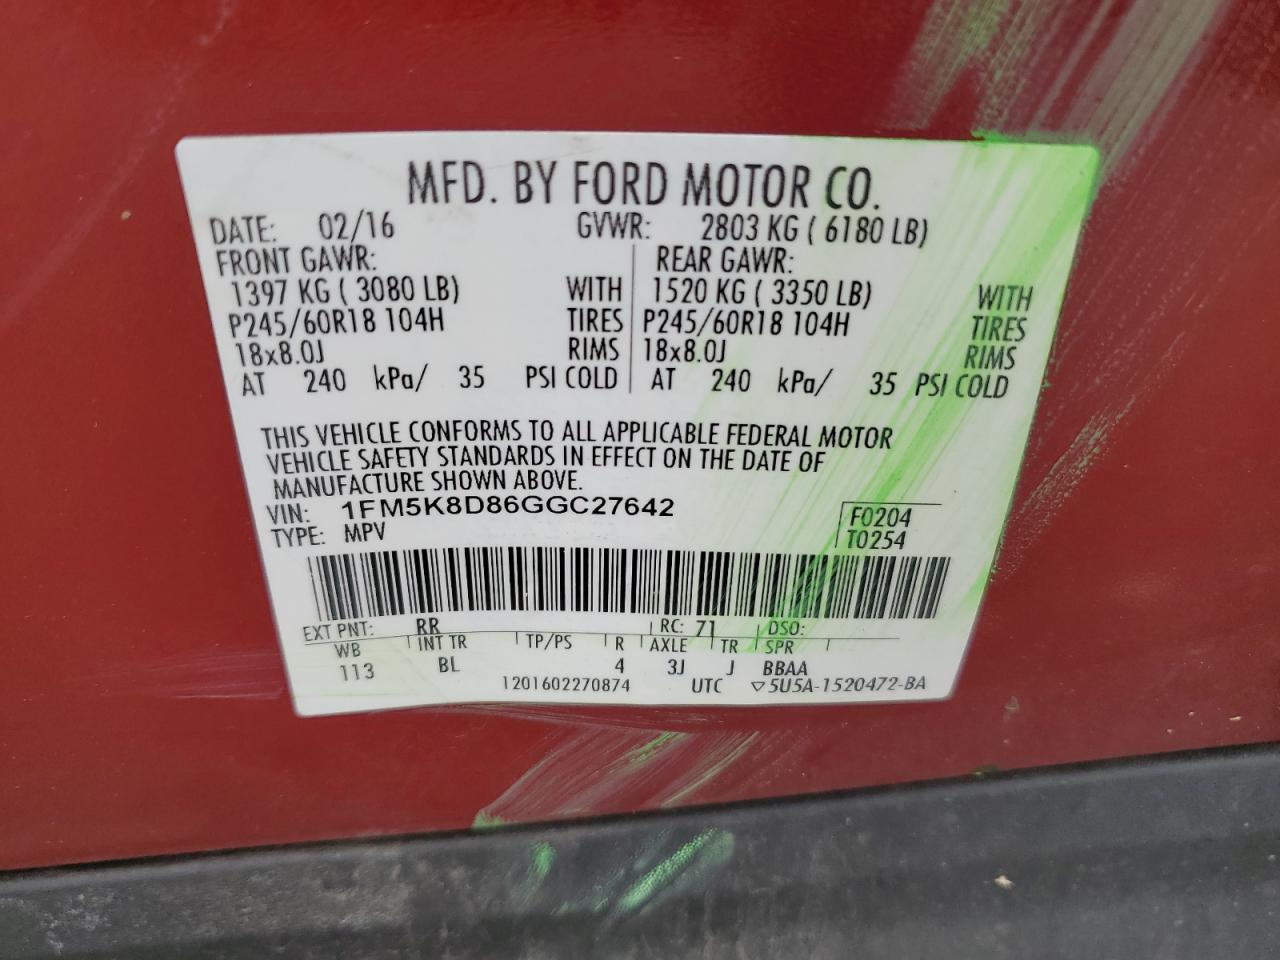 MFD. BY FORD MOTOR CO.
DATE: 02/16 GVWR: 2803 KG ( 6180 LB)
FRONT GAWR: REAR GAWR:
1397 KG ( 3080 LB) WITH 1520 KG ( 3350 LB) WITH
P245/60R18 104H TIRES P245/60R18 104H TIRES
18x8.0J RIMS 18x8.0J RIMS
AT 240 kPa/ 35 PSI COLD AT 240 kPa/ 35 PSI COLD
THIS VEHICLE CONFORMS TO ALL APPLICABLE FEDERAL MOTOR
VEHICLE SAFETY STANDARDS IN EFFECT ON THE DATE OF
MANUFACTURE SHOWN ABOVE.
VIN: 1FM5K8D86GGC27642 F0204
TYPE: MPV T0254
EXT PNT: RR RC: 71 DSO:
WB INT TR TP/PS R AXLE TR SPR
113 BL 4 3J J BBAA
1201602270874 UTC ▽5U5A-1520472-BA